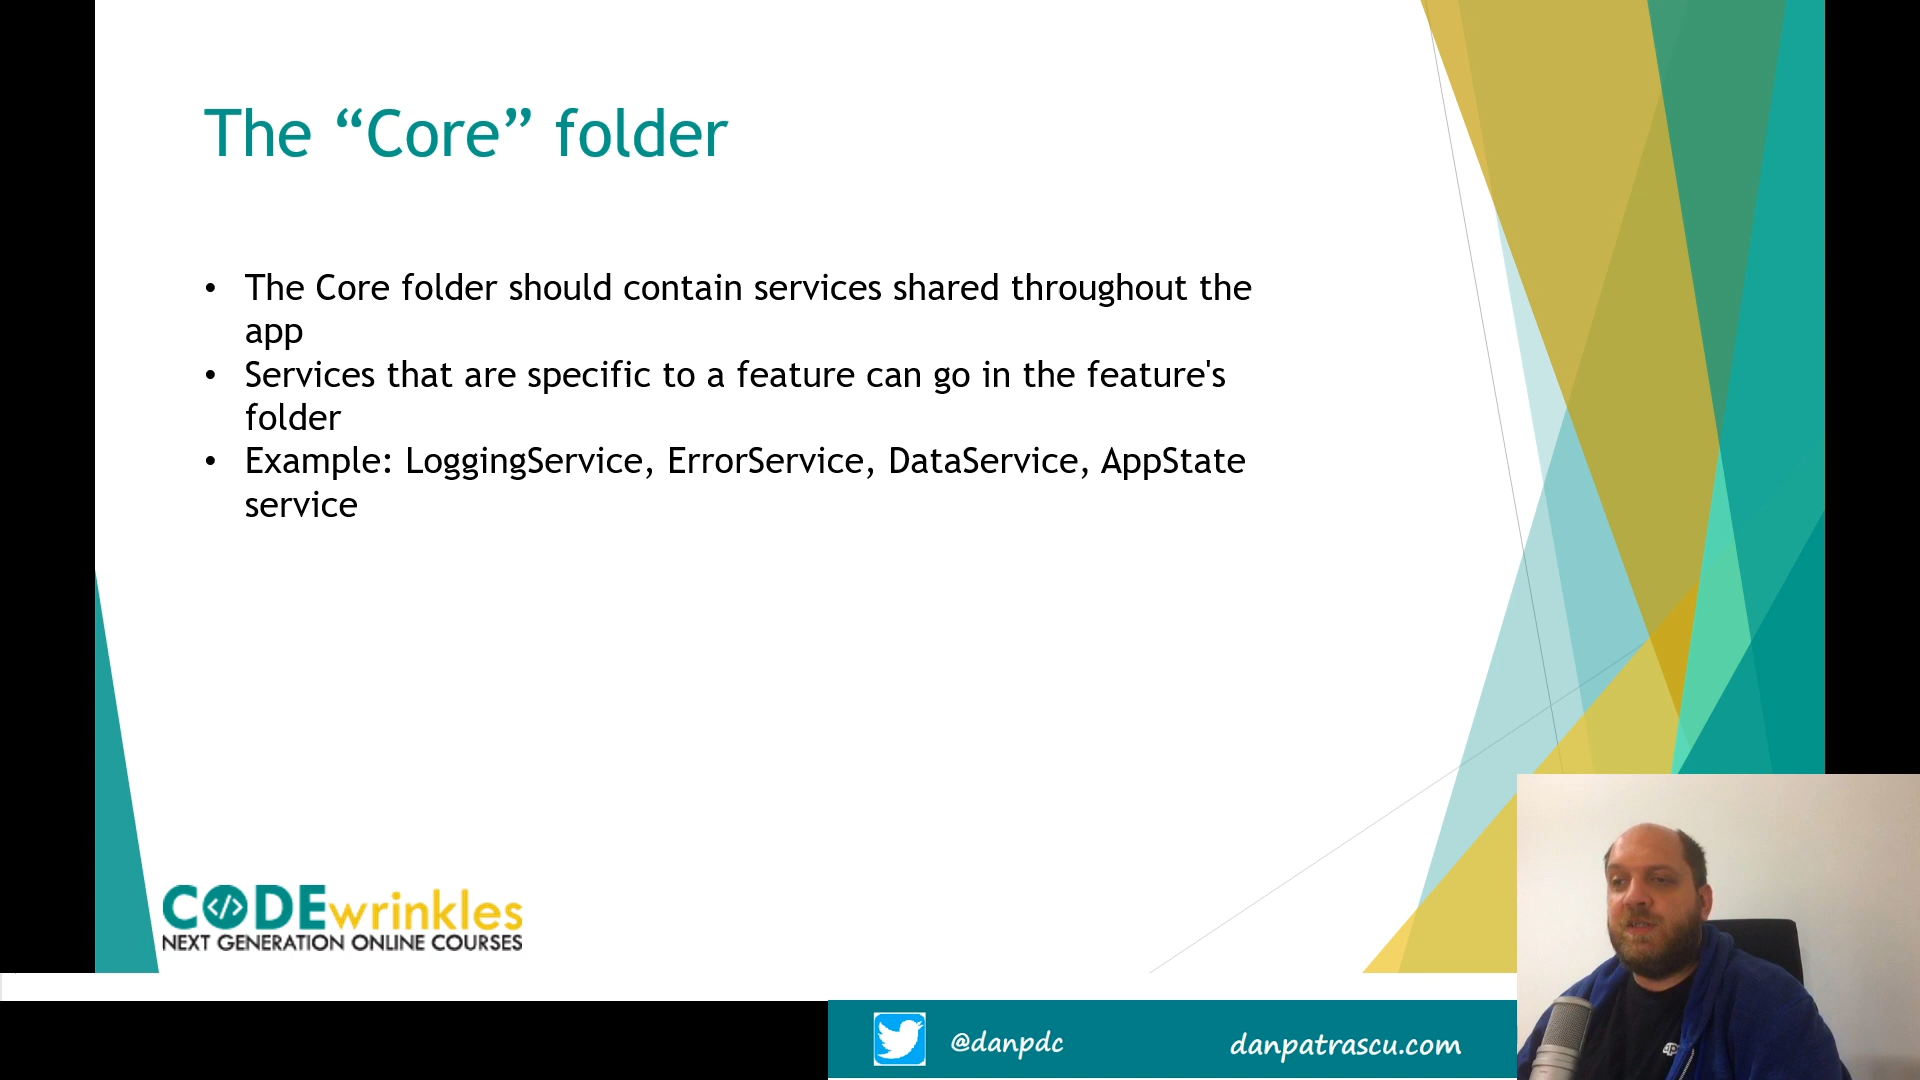 The “Core” folder
• The Core folder should contain services shared throughout the
app
• Services that are specific to a feature can go in the feature's
folder
• Example: LoggingService, ErrorService, DataService, AppState
service
CODEwrinkles
NEXT GENERATION ONLINE COURSES
@danpdc
danpatrascu.com